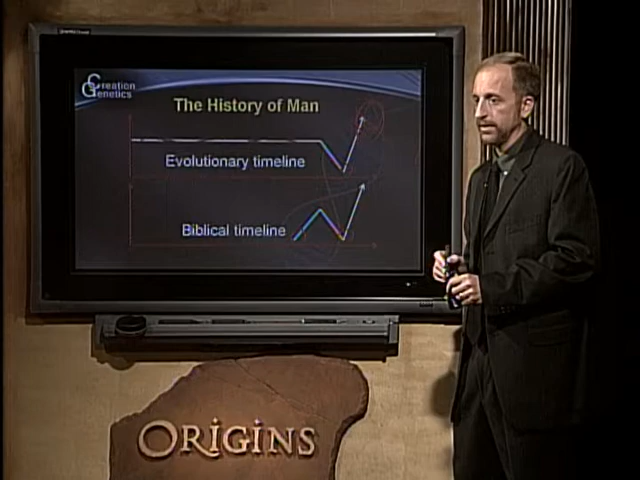 Creation
Genetics
The History of Man
Evolutionary timeline
Biblical timeline
ORIGINS